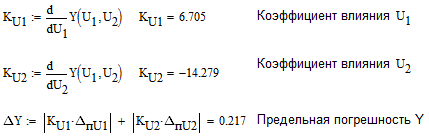 K_U1 := d/dU_1 Y(U_1,U_2) K_U1 = 6.705 Коэффициент влияния U_1
K_U2 := d/dU_2 Y(U_1,U_2) K_U2 = −14.279 Коэффициент влияния U_2
ΔY := |K_U1·Δ_пU1| + |K_U2·Δ_пU2| = 0.217 Предельная погрешность Y